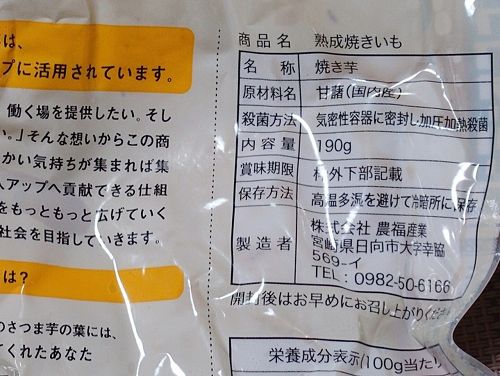 は、
プに活用されています。
働く場を提供したい。そし
い。」そんな想いからこの商
かい気持ちが集まれば集
アップへ貢献できる仕組
をもっともっと広げていく
社会を目指していきます。
は?
のさつま芋の葉には、
てくれたあなた
商品名 熟成焼きいも
名称 焼き芋
原材料名 甘藷(国内産)
殺菌方法 気密性容器に密封し加圧加熱殺菌
内容量 190g
賞味期限 枠外下部記載
保存方法 高温多湿を避けて冷暗所に保存
製造者 株式会社 農福産業
宮崎県日向市大字幸脇
569-イ
TEL:0982-50-6166
開封後はお早めにお召し上がりください
栄養成分表示(100g当たり